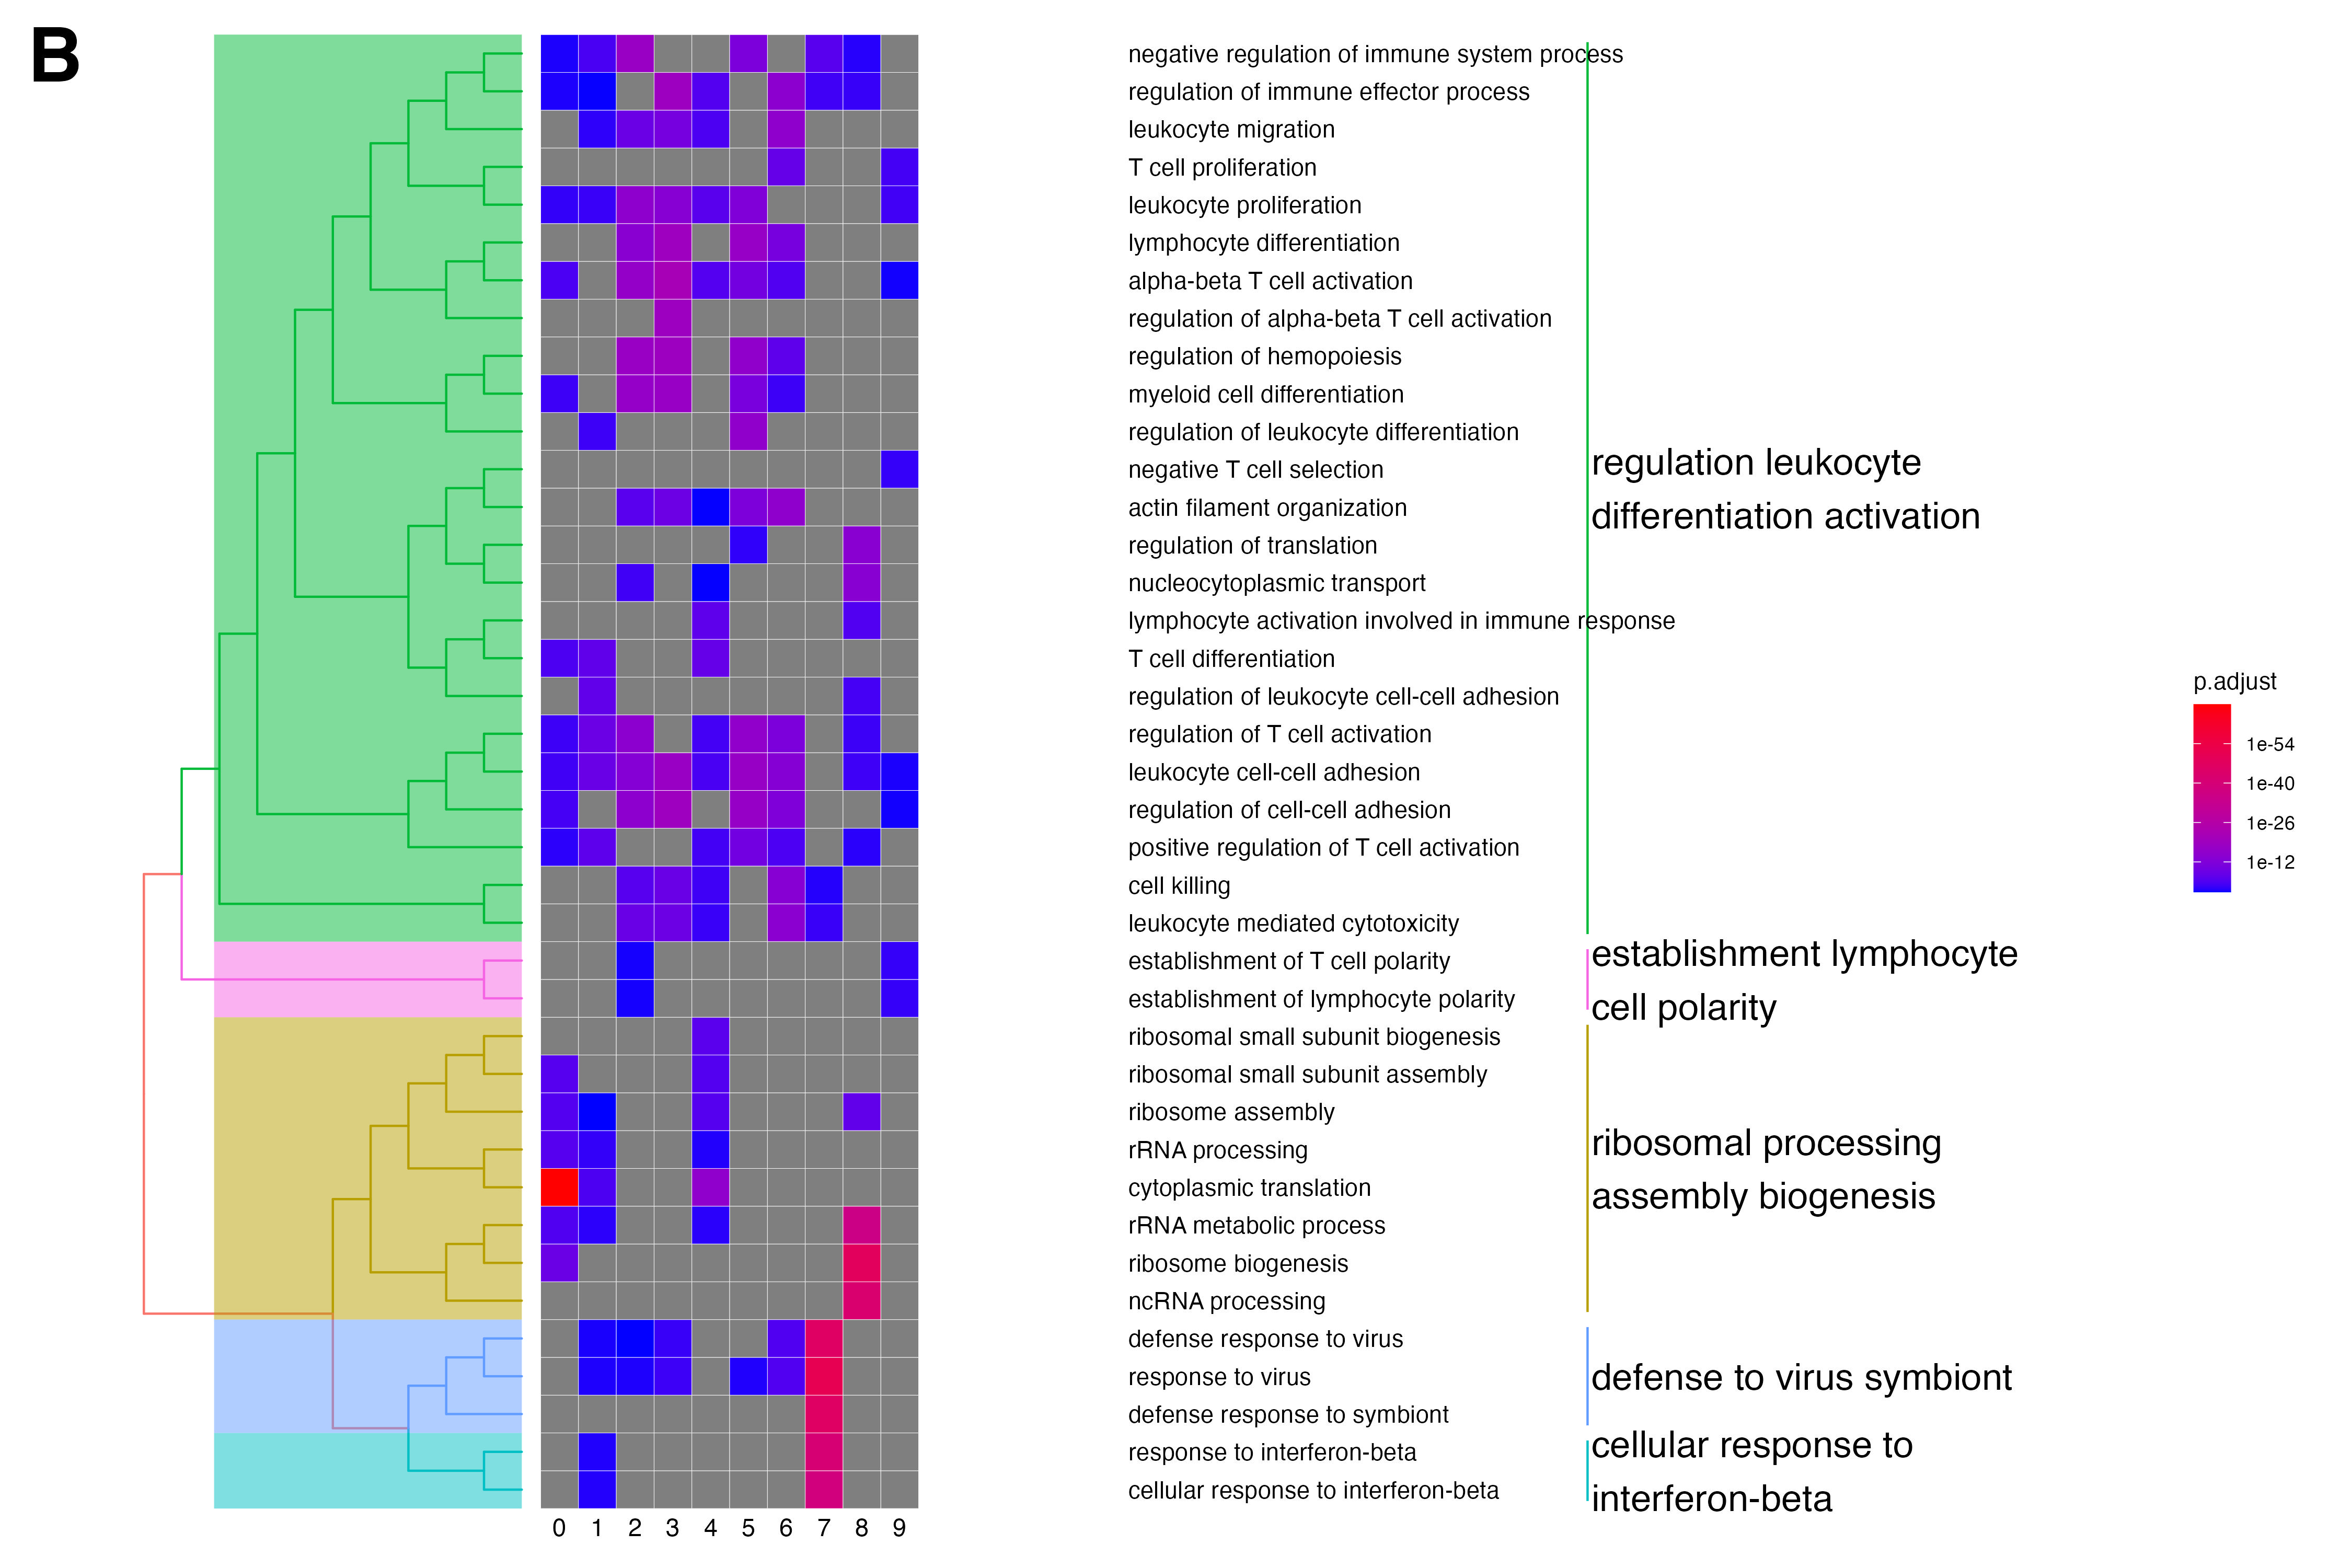 B
negative regulation of immune system process
regulation of immune effector process
leukocyte migration
T cell proliferation
leukocyte proliferation
lymphocyte differentiation
alpha-beta T cell activation
regulation of alpha-beta T cell activation
regulation of hemopoiesis
myeloid cell differentiation
regulation of leukocyte differentiation
negative T cell selection
actin filament organization
regulation of translation
nucleocytoplasmic transport
lymphocyte activation involved in immune response
T cell differentiation
regulation of leukocyte cell-cell adhesion
regulation of T cell activation
leukocyte cell-cell adhesion
regulation of cell-cell adhesion
positive regulation of T cell activation
cell killing
leukocyte mediated cytotoxicity
establishment of T cell polarity
establishment of lymphocyte polarity
ribosomal small subunit biogenesis
ribosomal small subunit assembly
ribosome assembly
rRNA processing
cytoplasmic translation
rRNA metabolic process
ribosome biogenesis
ncRNA processing
defense response to virus
response to virus
defense response to symbiont
response to interferon-beta
cellular response to interferon-beta
0 1 2 3 4 5 6 7 8 9
regulation leukocyte
differentiation activation
establishment lymphocyte
cell polarity
ribosomal processing
assembly biogenesis
defense to virus symbiont
cellular response to
interferon-beta
p.adjust
1e-54
1e-40
1e-26
1e-12